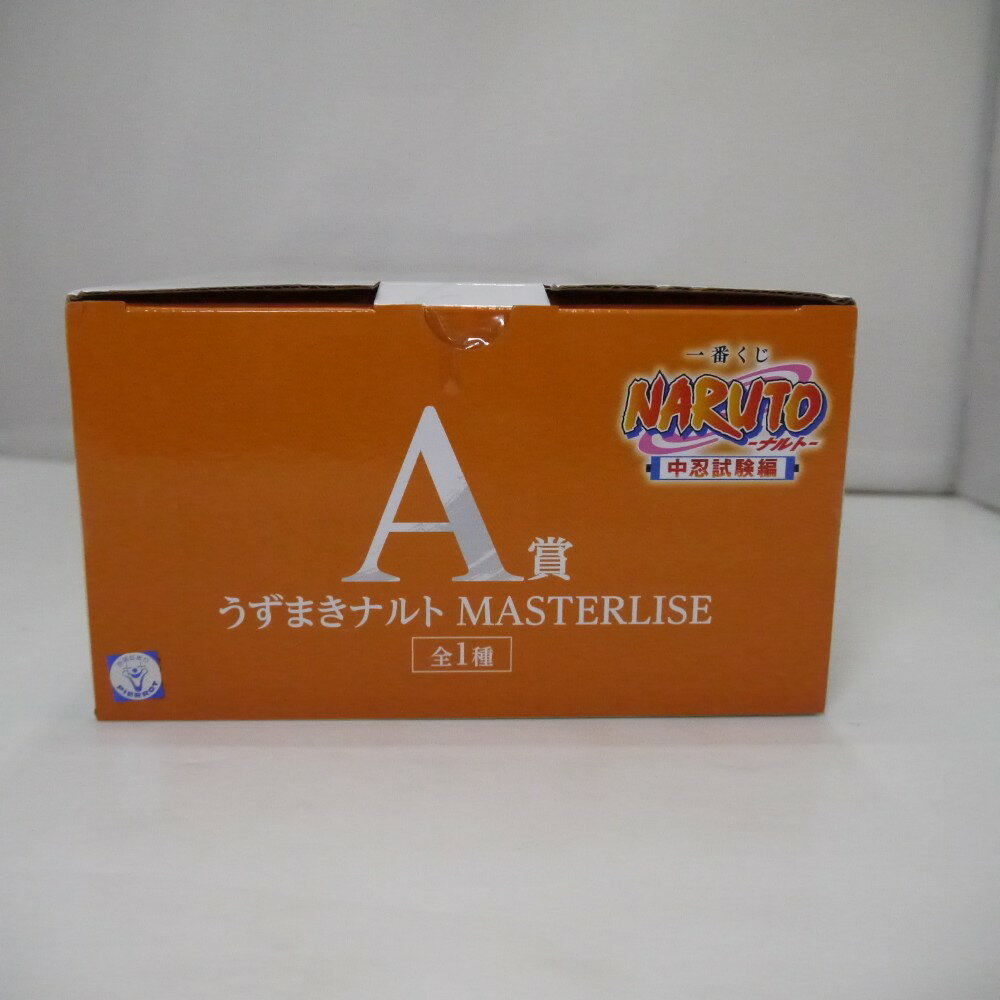 一番くじ
NARUTO
-ナルト-
中忍試験編
A賞
うずまきナルト MASTERLISE
全1種
PIERROT